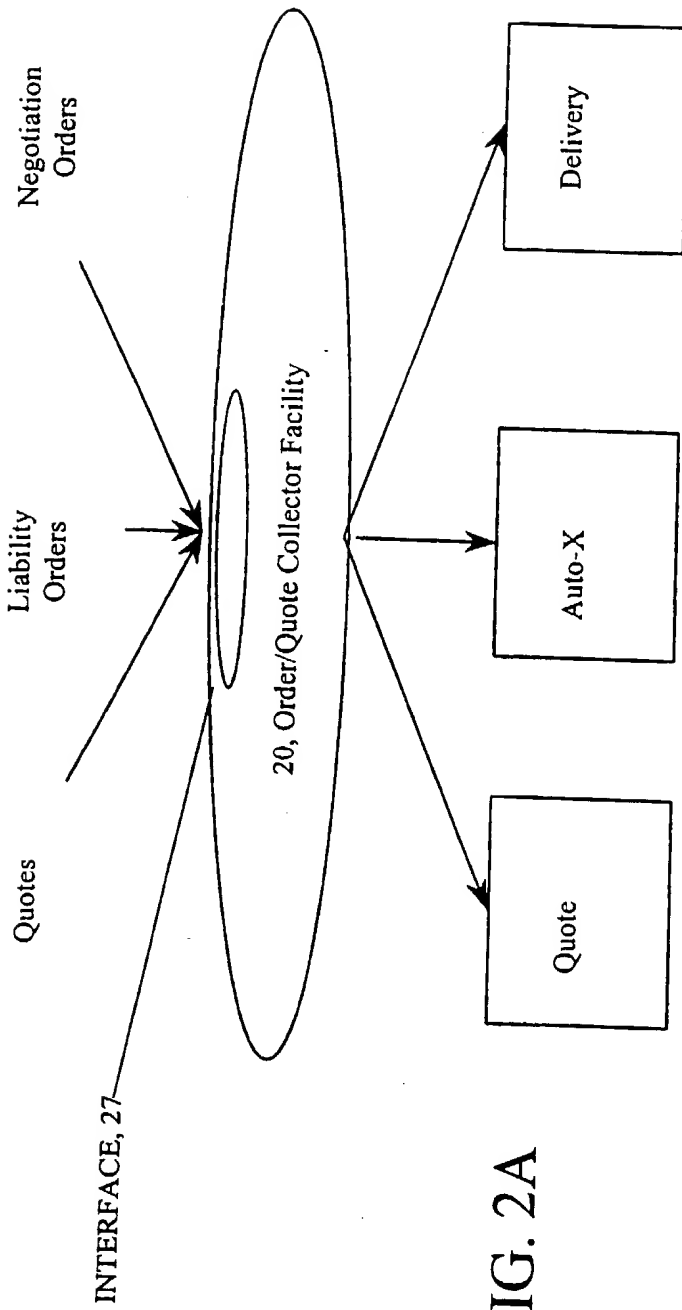 Quotes
Liability
Orders
Negotiation
Orders
INTERFACE, 27
20, Order/Quote Collector Facility
Quote
Auto-X
Delivery
IG. 2A